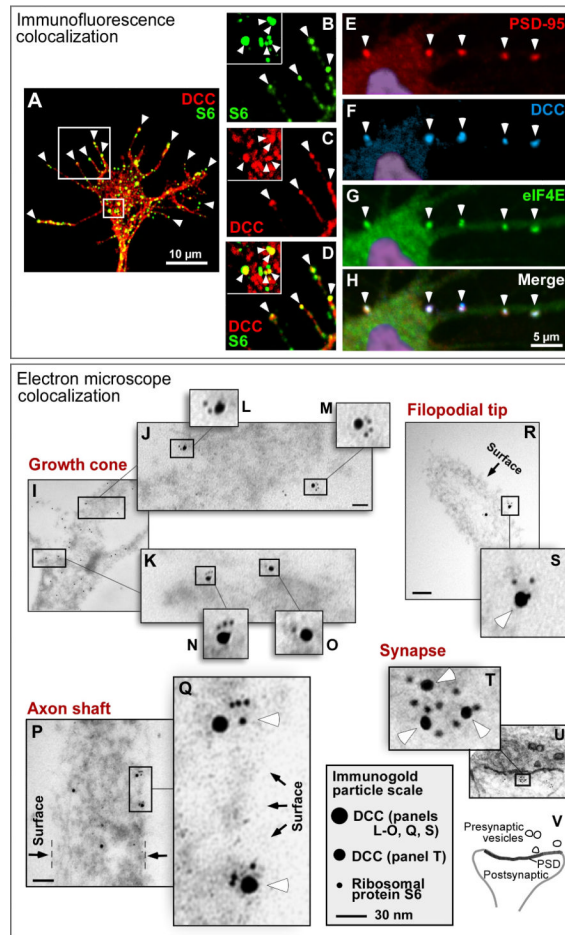 Immunofluorescence
colocalization
A
DCC
S6
10 µm
B
S6
C
DCC
D
DCC
S6
E
PSD-95
F
DCC
G
eIF4E
H
Merge
5 µm
Electron microscope
colocalization
Growth cone
I
J
K
L
M
N
O
Filopodial tip
R
Surface
S
Axon shaft
P
Surface
Q
Surface
Synapse
T
U
V
Presynaptic
vesicles
PSD
Postsynaptic
Immunogold
particle scale
DCC (panels
L-O, Q, S)
DCC (panel T)
Ribosomal
protein S6
30 nm